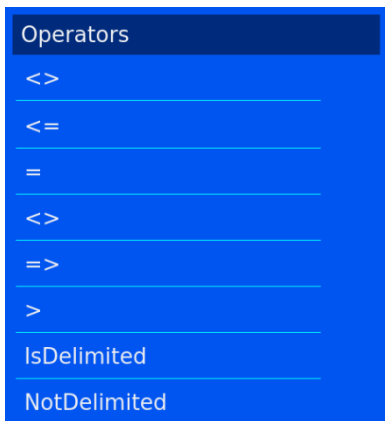 Operators
<>
<=
=
<>
=>
>
IsDelimited
NotDelimited